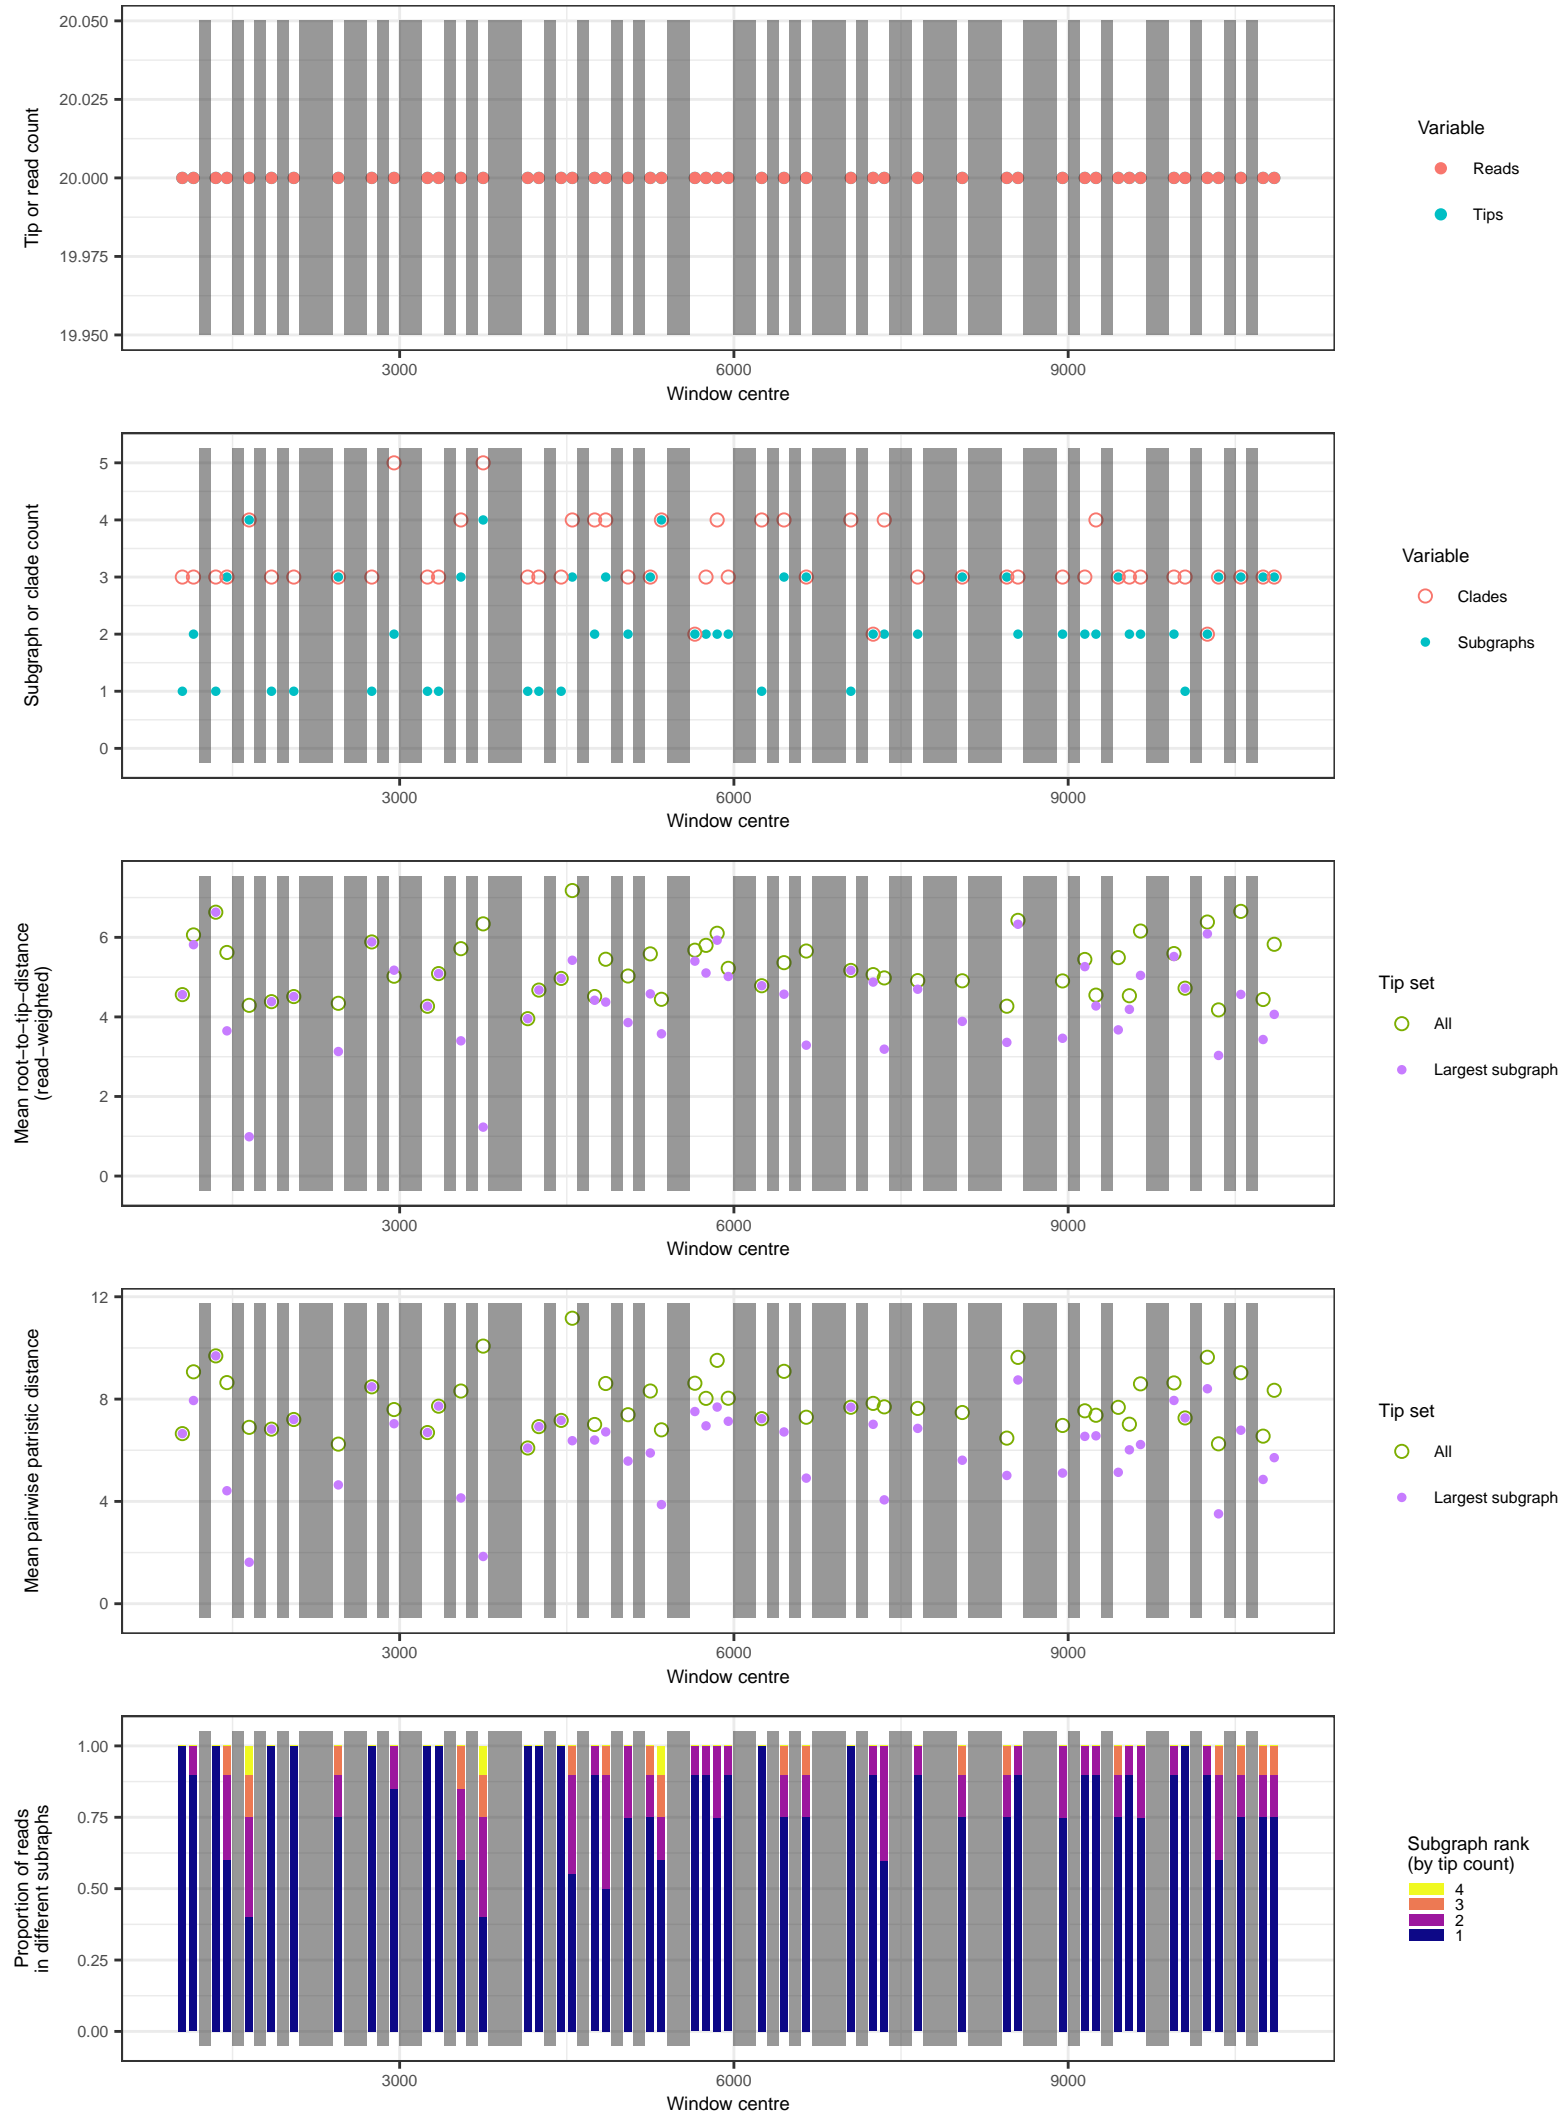 20.050
20.025
20.000
19.975
19.950
Tip or read count
3000
6000
9000
Window centre
Variable
Reads
Tips
5
4
3
2
1
0
Subgraph or clade count
3000
6000
9000
Window centre
Variable
Clades
Subgraphs
6
4
2
0
Mean root−to−tip−distance
(read−weighted)
3000
6000
9000
Window centre
Tip set
All
Largest subgraph
12
8
4
0
Mean pairwise patristic distance
3000
6000
9000
Window centre
Tip set
All
Largest subgraph
1.00
0.75
0.50
0.25
0.00
Proportion of reads
in different subraphs
3000
6000
9000
Window centre
Subgraph rank
(by tip count)
4
3
2
1